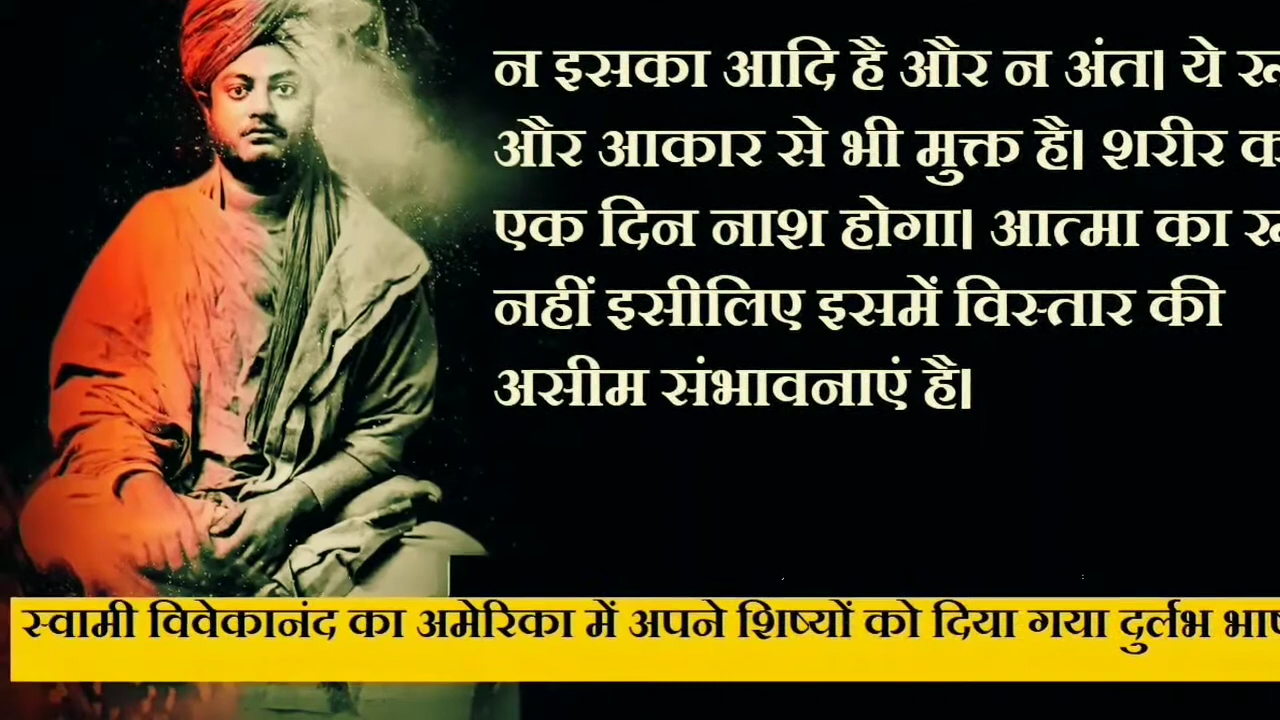 न इसका आदि है और न अंत। ये
और आकार से भी मुक्त है। शरीर
एक दिन नाश होगा। आत्मा का
नहीं इसीलिए इसमें विस्तार की
असीम संभावनाएं है।
स्वामी विवेकानंद का अमेरिका में अपने शिष्यों को दिया गया दुर्लभ